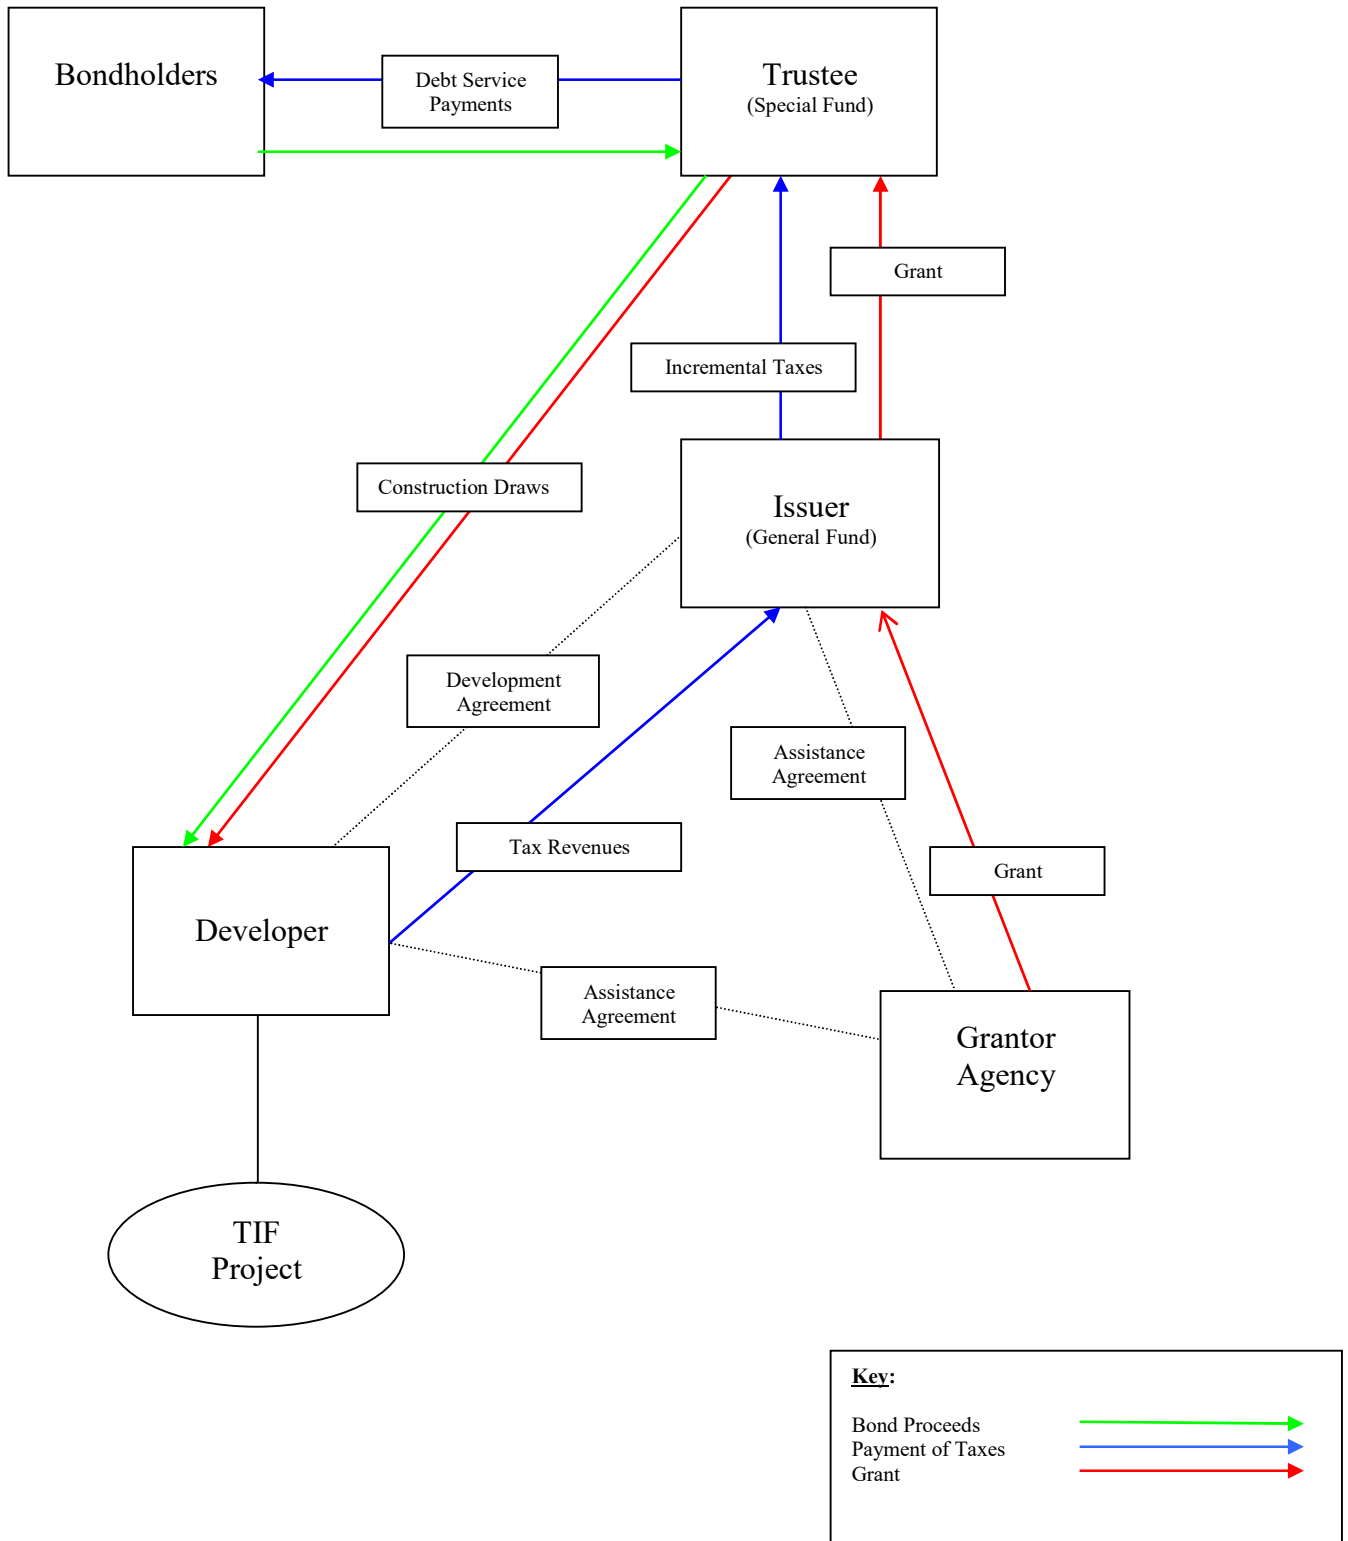 Bondholders
Debt Service
Payments
Trustee
(Special Fund)
Grant
Incremental Taxes
Construction Draws
Issuer
(General Fund)
Development
Agreement
Assistance
Agreement
Tax Revenues
Grant
Developer
Assistance
Agreement
Grantor
Agency
TIF
Project
Key:
Bond Proceeds
Payment of Taxes
Grant